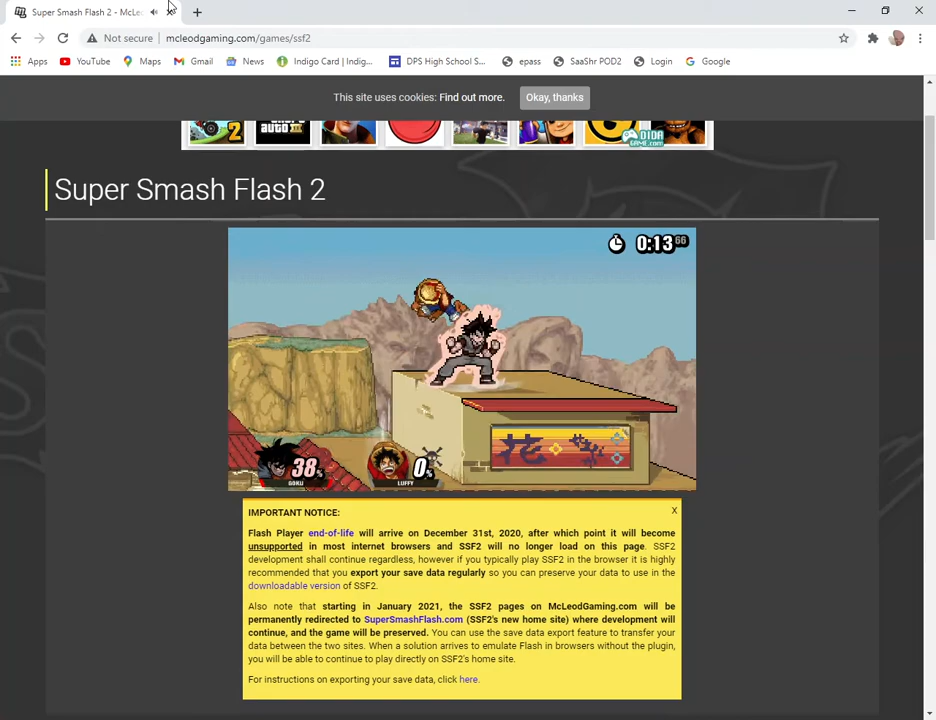 Super Smash Flash 2 - McLe
Not secure mcleodgaming.com/games/ssf2
Apps YouTube Maps Gmail News Indigo Card | Indig... DPS High School S... epass SaaShr POD2 Login Google
This site uses cookies: Find out more. Okay, thanks
2 III DIDA
GAME.com
Super Smash Flash 2
0:13 66
花
38%
GOKU
0%
LUFFY
IMPORTANT NOTICE: X
Flash Player end-of-life will arrive on December 31st, 2020, after which point it will become
unsupported in most internet browsers and SSF2 will no longer load on this page. SSF2
development shall continue regardless, however if you typically play SSF2 in the browser it is highly
recommended that you export your save data regularly so you can preserve your data to use in the
downloadable version of SSF2.
Also note that starting in January 2021, the SSF2 pages on McLeodGaming.com will be
permanently redirected to SuperSmashFlash.com (SSF2's new home site) where development will
continue, and the game will be preserved. You can use the save data export feature to transfer your
data between the two sites. When a solution arrives to emulate Flash in browsers without the plugin,
you will be able to continue to play directly on SSF2's home site.
For instructions on exporting your save data, click here.